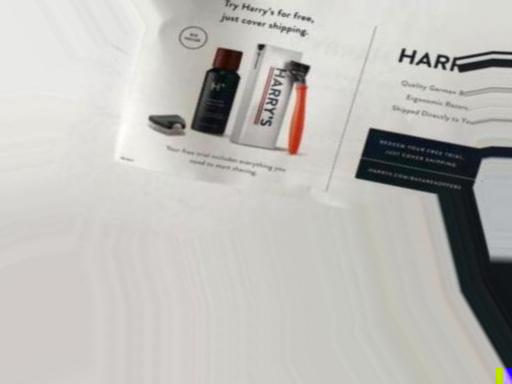 Try Harry's for free,
just cover shipping.
H'
HARRY'S
Your free trial includes everything you
need to start shaving.
Quality German
Ergonomic Razors.
Shipped Directly to You
REDEEM YOUR FREE TRIAL,
JUST COVER SHIPPING